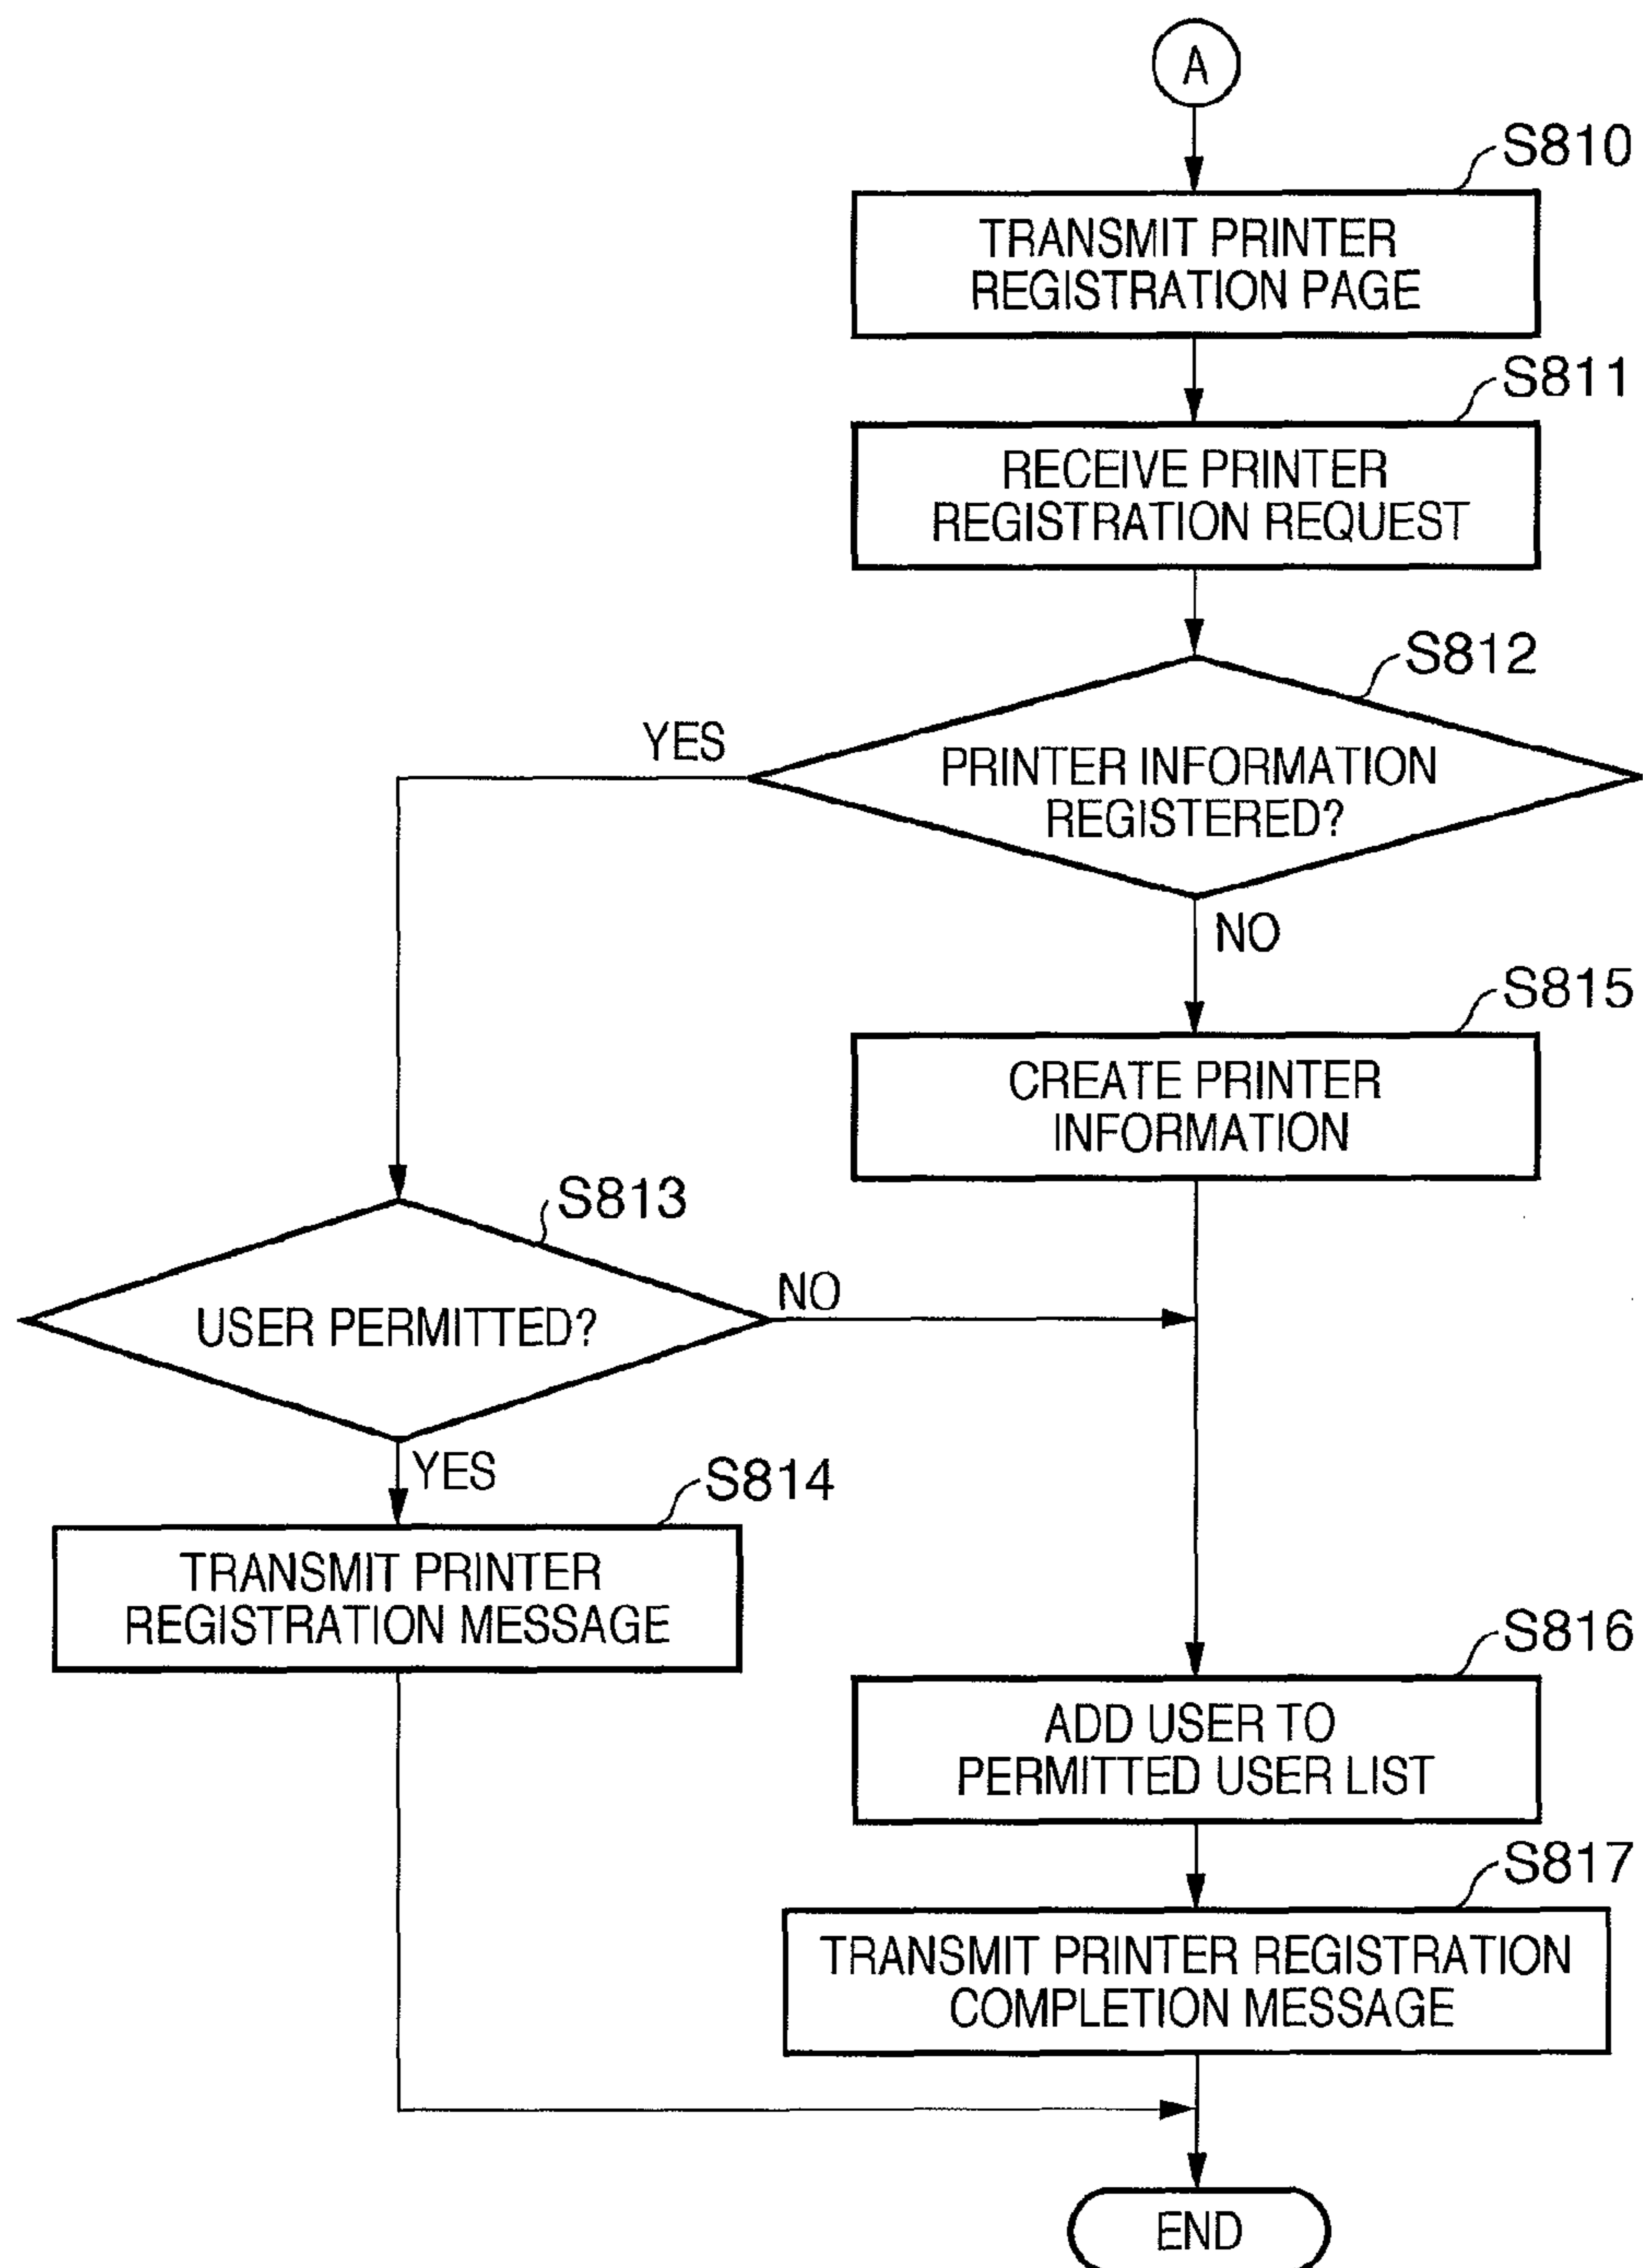 A
S810
TRANSMIT PRINTER
REGISTRATION PAGE
S811
RECEIVE PRINTER
REGISTRATION REQUEST
S812
YES
PRINTER INFORMATION
REGISTERED?
NO
S815
CREATE PRINTER
INFORMATION
S813
USER PERMITTED?
NO
YES
S814
TRANSMIT PRINTER
REGISTRATION MESSAGE
S816
ADD USER TO
PERMITTED USER LIST
S817
TRANSMIT PRINTER REGISTRATION
COMPLETION MESSAGE
END